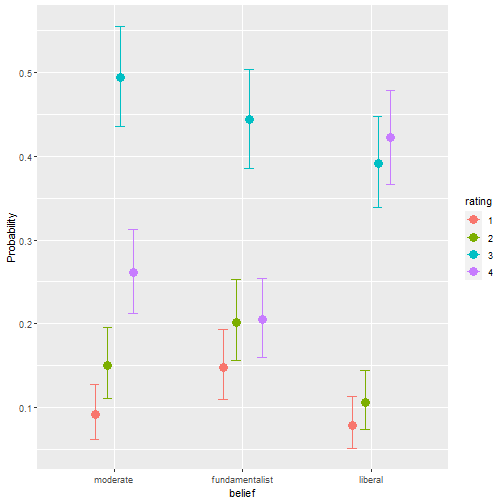 0.5
0.4
0.3
0.2
0.1
Probability
moderate
fundamentalist
liberal
belief
rating
1
2
3
4